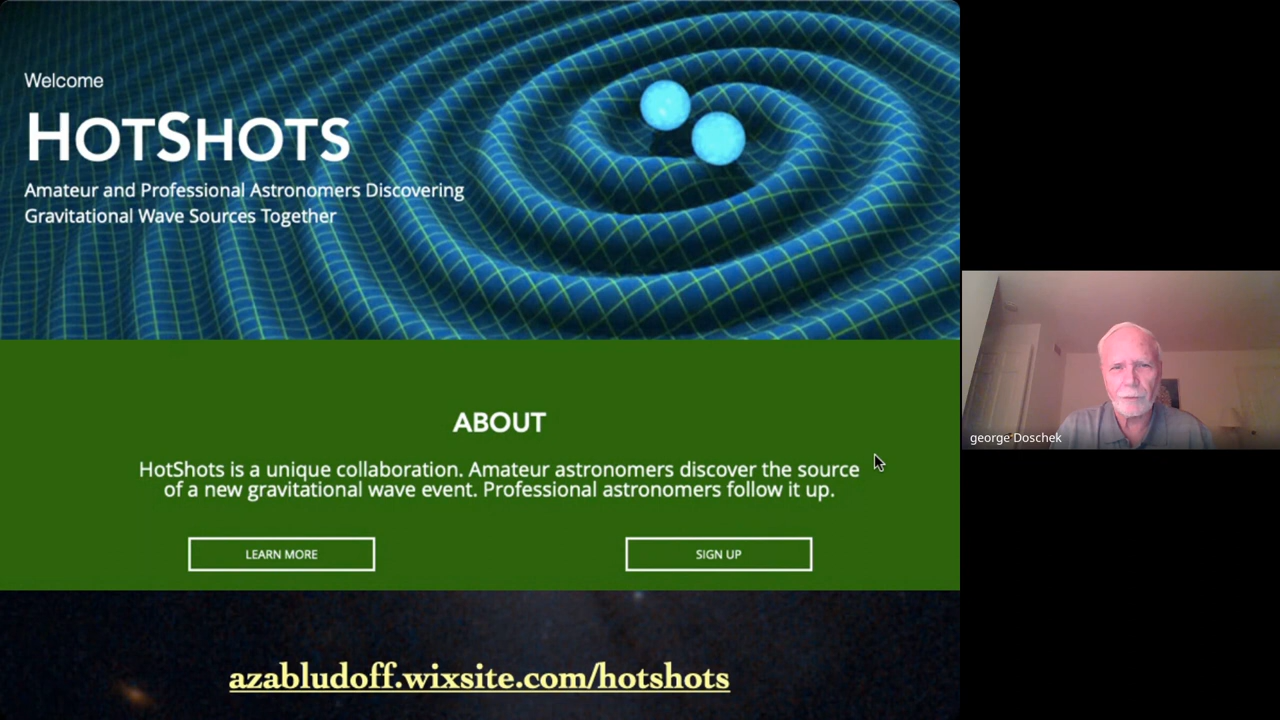 Welcome
HOTSHOTS
Amateur and Professional Astronomers Discovering
Gravitational Wave Sources Together
ABOUT
HotShots is a unique collaboration. Amateur astronomers discover the source
of a new gravitational wave event. Professional astronomers follow it up.
LEARN MORE
SIGN UP
azabludoff.wixsite.com/hotshots
george Doschek